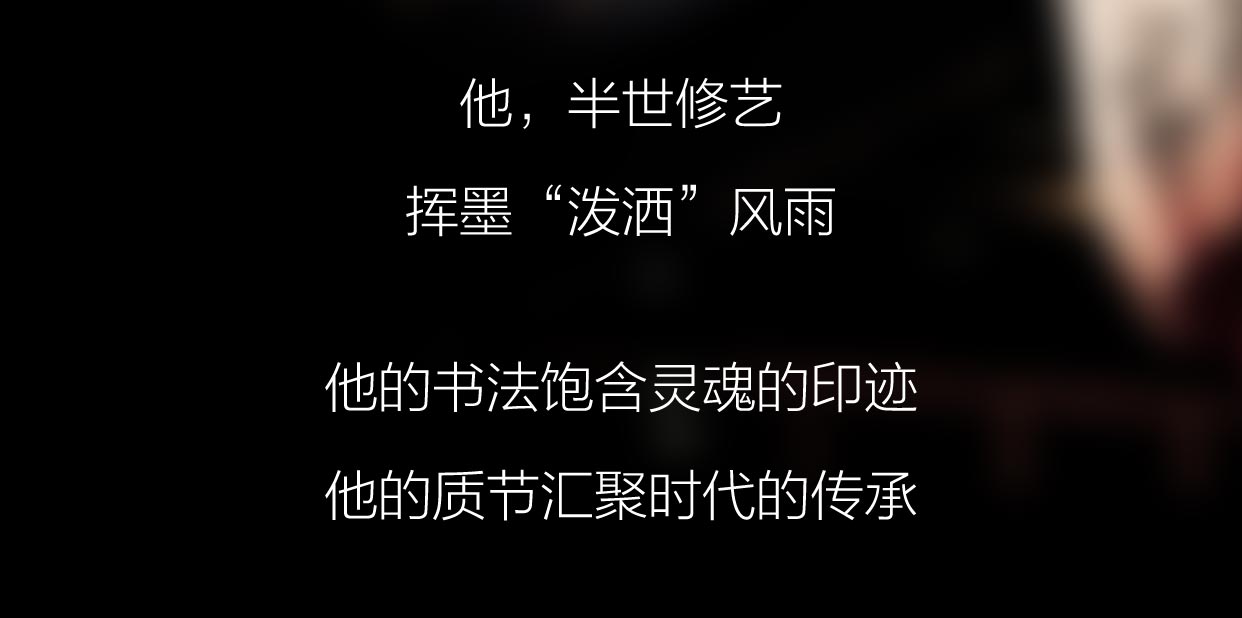 他，半世修艺
挥墨“泼洒”风雨
他的书法饱含灵魂的印迹
他的质节汇聚时代的传承